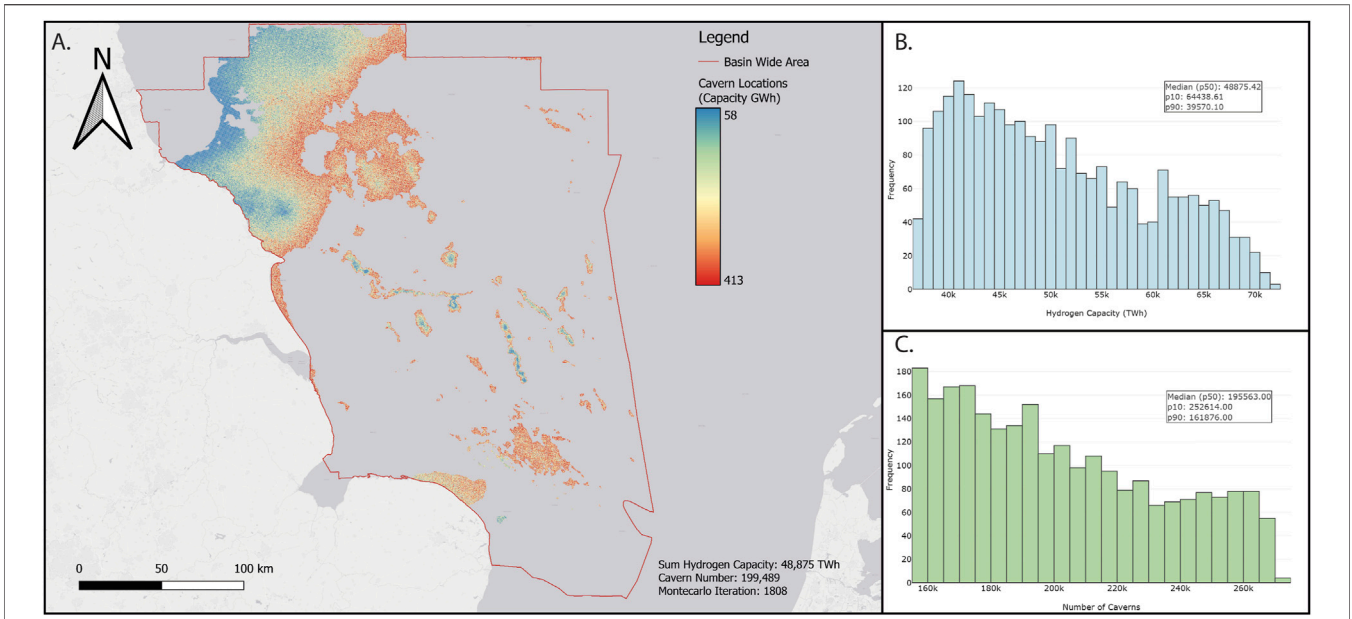 A.
N
Legend
Basin Wide Area
Cavern Locations
(Capacity GWh)
58
413
0 50 100 km
Sum Hydrogen Capacity: 48,875 TWh
Cavern Number: 199,489
Montecarlo Iteration: 1808
B.
Median (p50): 48875.42
p10: 64438.61
p90: 39570.10
Frequency
120
100
80
60
40
20
0
40k 45k 50k 55k 60k 65k 70k
Hydrogen Capacity (TWh)
C.
Median (p50): 195563.00
p10: 252614.00
p90: 161876.00
Frequency
180
160
140
120
100
80
60
40
20
0
160k 180k 200k 220k 240k 260k
Number of Caverns